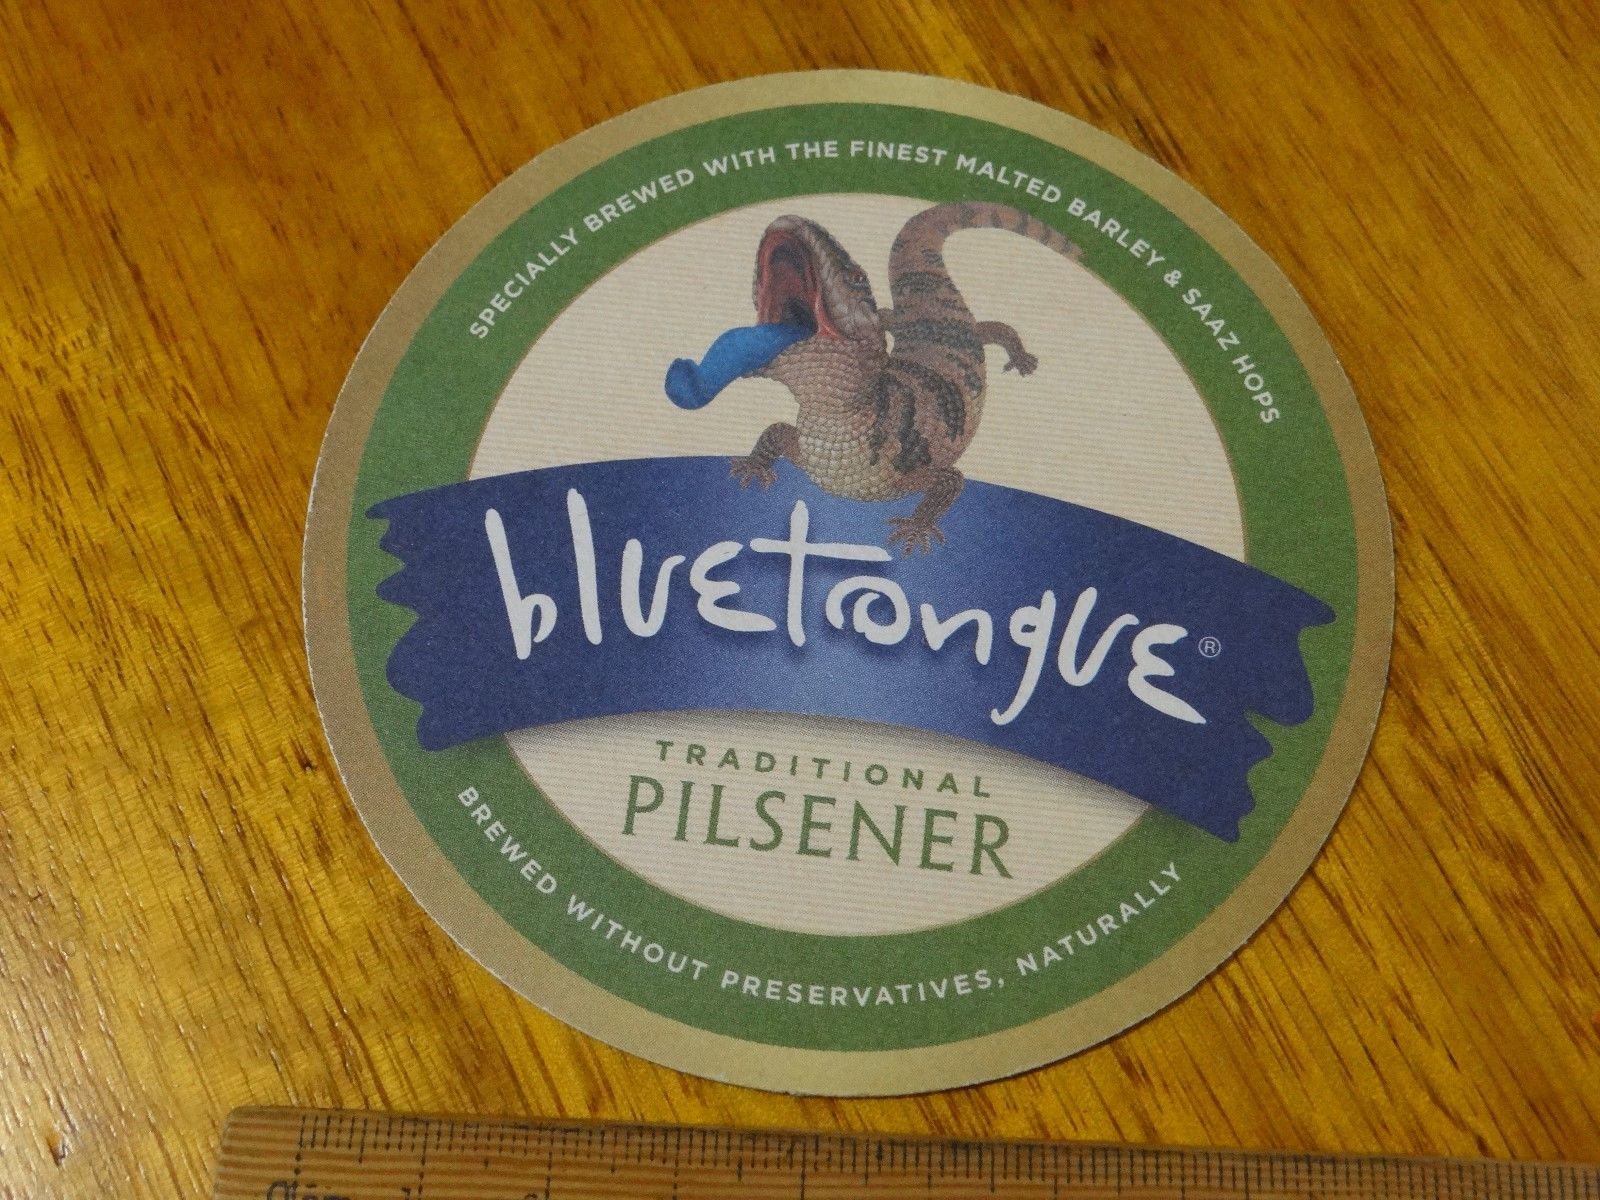 SPECIALLY BREWED WITH THE FINEST MALTED BARLEY & SAAZ HOPS
bluetongue®
TRADITIONAL
PILSENER
BREWED WITHOUT PRESERVATIVES, NATURALLY